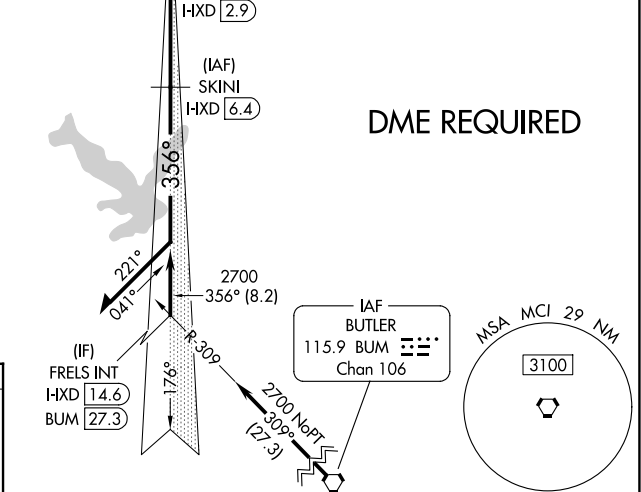 I-IXD 2.9
(IAF)
SKINI
I-IXD 6.4
DME REQUIRED
356°
221°
041°
2700
356° (8.2)
(IF)
FRELS INT
I-IXD 14.6
BUM 27.3
176°
R-309
2700 NoPT
309°
(27.3)
IAF
BUTLER
115.9 BUM
Chan 106
MSA MCI 29 NM
3100